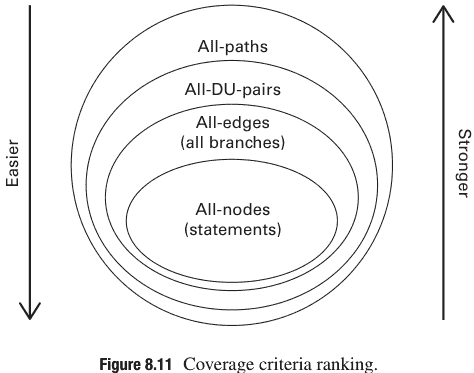 All-paths
All-DU-pairs
All-edges
(all branches)
All-nodes
(statements)
Easier
Stronger
Figure 8.11 Coverage criteria ranking.